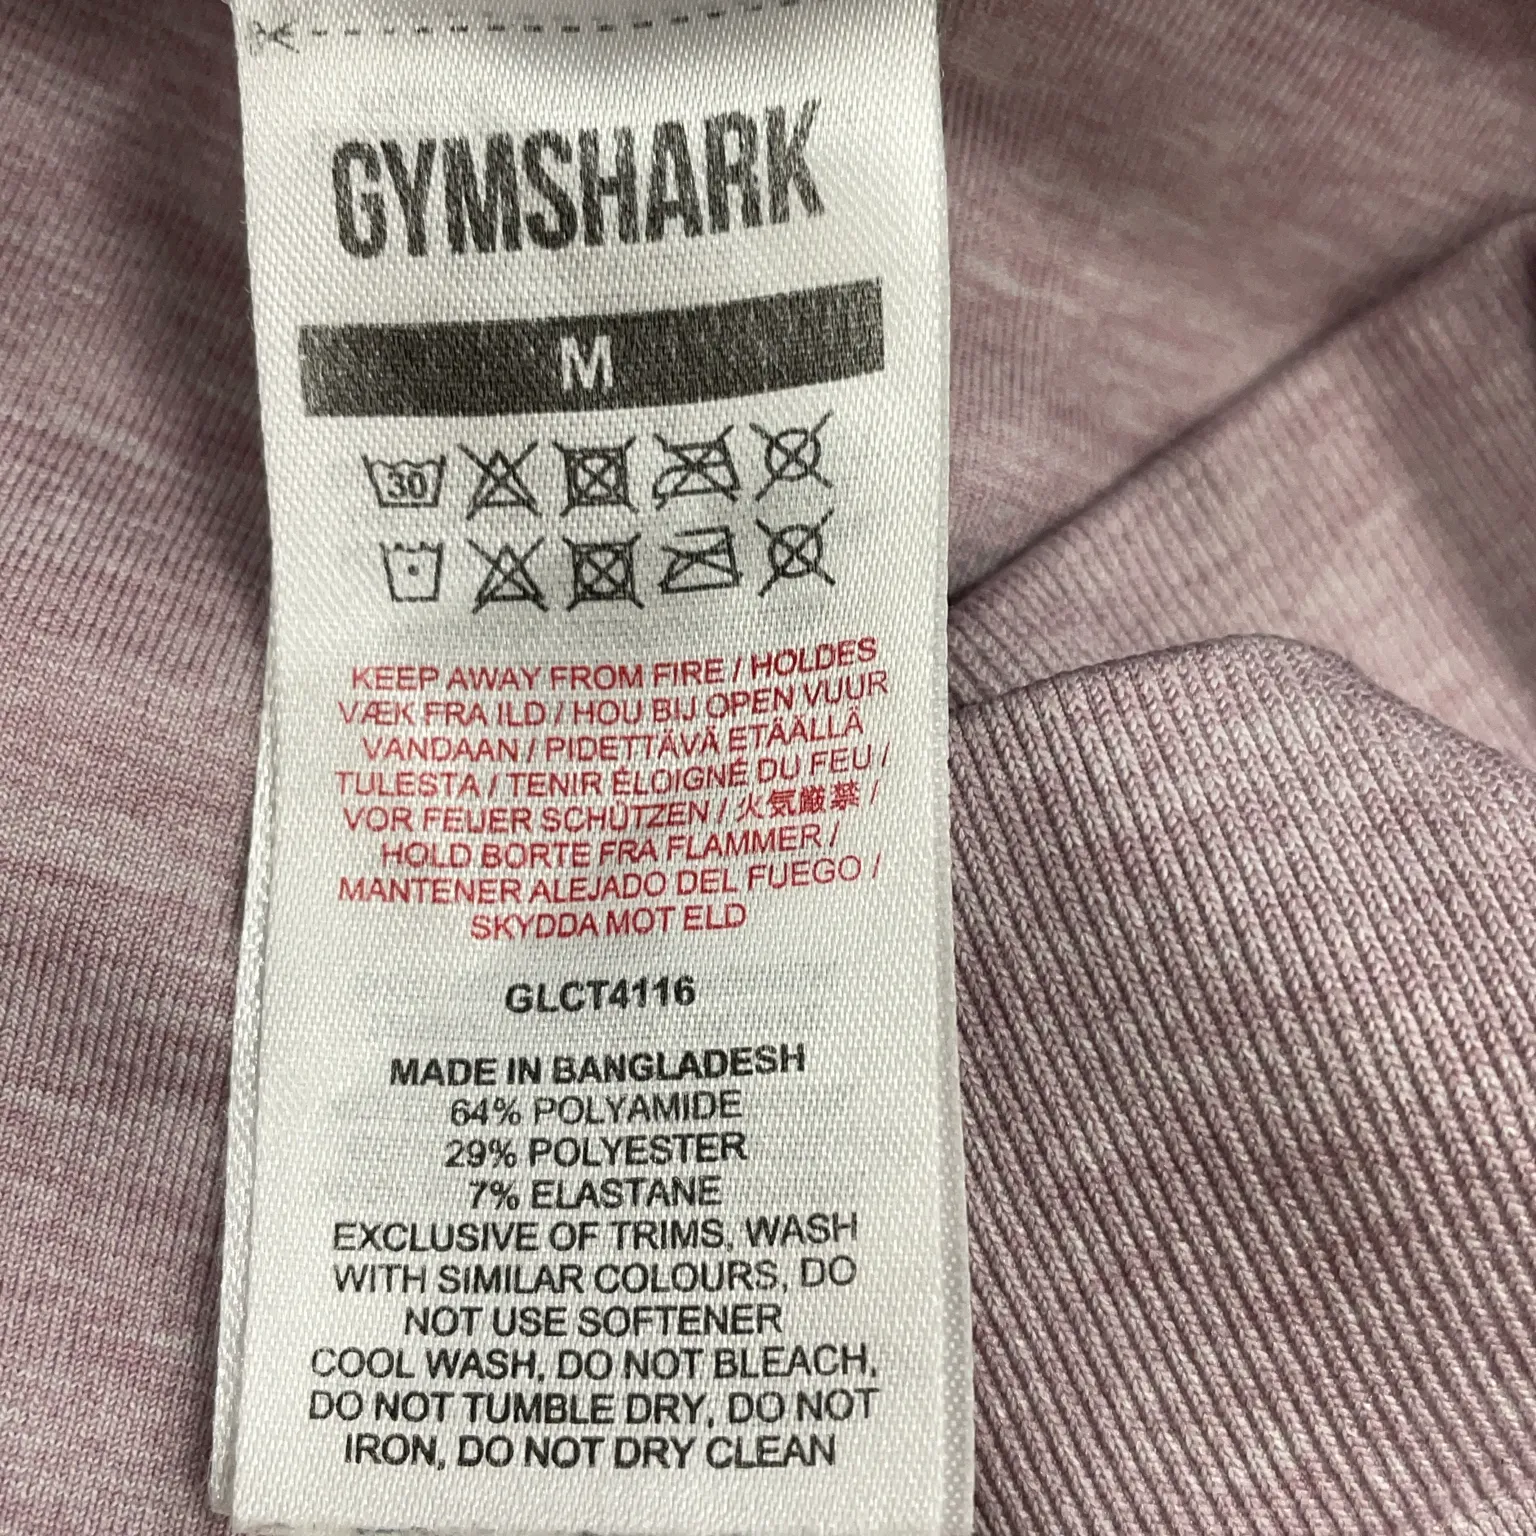 GYMSHARK
M
30
KEEP AWAY FROM FIRE / HOLDES
VÆK FRA ILD / HOU BIJ OPEN VUUR
VANDAAN / PIDETTÄVÄ ETÄÄLLÄ
TULESTA / TENIR ÉLOIGNÉ DU FEU /
VOR FEUER SCHÜTZEN / 火気厳禁 /
HOLD BORTE FRA FLAMMER /
MANTENER ALEJADO DEL FUEGO /
SKYDDA MOT ELD
GLCT4116
MADE IN BANGLADESH
64% POLYAMIDE
29% POLYESTER
7% ELASTANE
EXCLUSIVE OF TRIMS, WASH
WITH SIMILAR COLOURS, DO
NOT USE SOFTENER
COOL WASH, DO NOT BLEACH,
DO NOT TUMBLE DRY, DO NOT
IRON, DO NOT DRY CLEAN